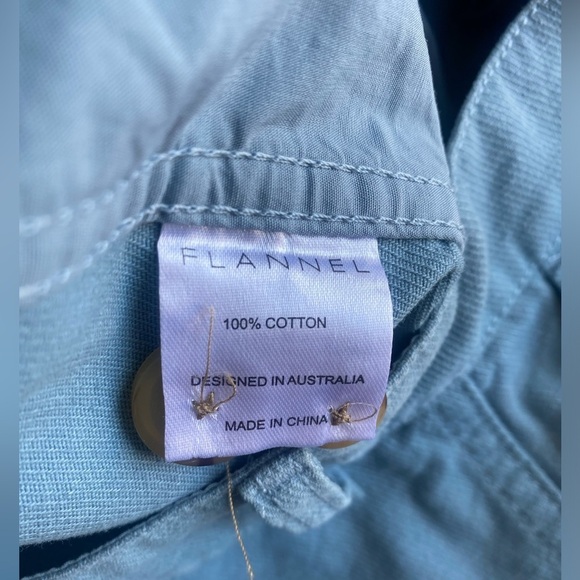 FLANNEL
100% COTTON
DESIGNED IN AUSTRALIA
MADE IN CHINA